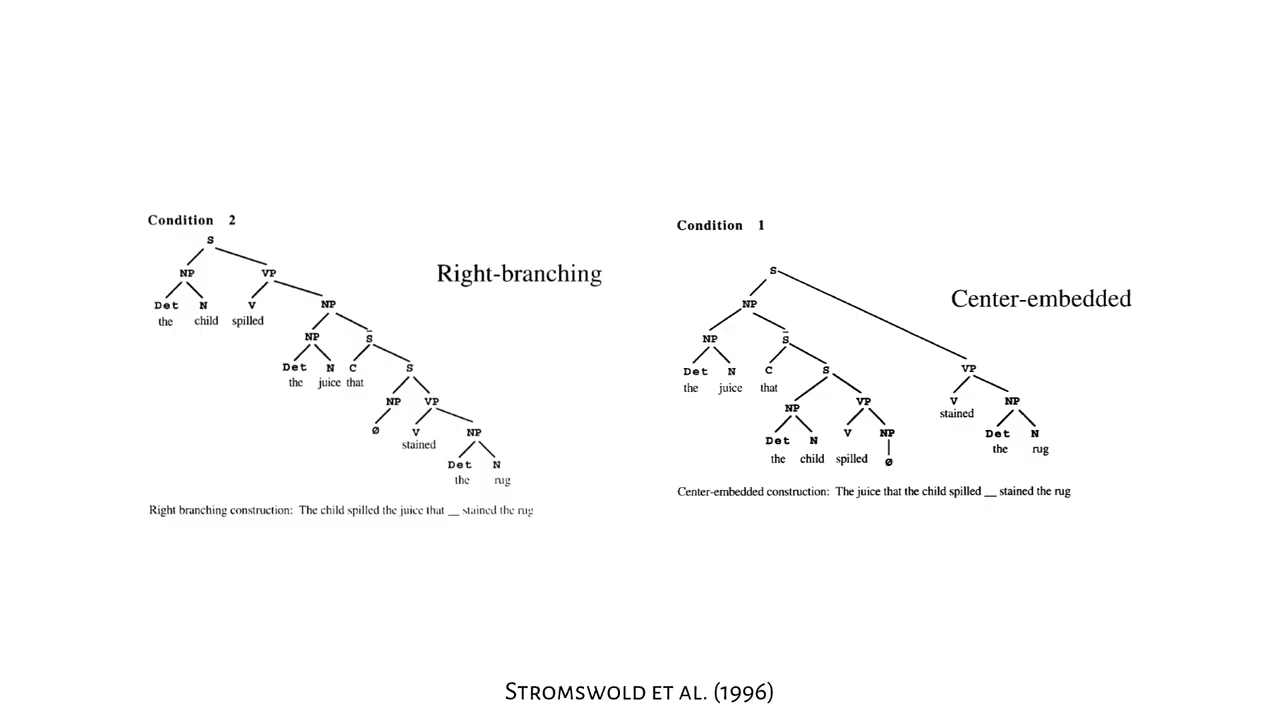 Condition 2
S
Right-branching
NP VP
Det N V NP
the child spilled
NP S̄
Det N C S
the juice that
NP VP
ø V NP
stained
Det N
the rug
Right branching construction: The child spilled the juice that __ stained the rug
Condition 1
S
Center-embedded
NP
NP S̄
Det N C S VP
the juice that
NP VP V NP
stained
Det N V NP Det N
the child spilled ø the rug
Center-embedded construction: The juice that the child spilled __ stained the rug
Stromswold et al. (1996)